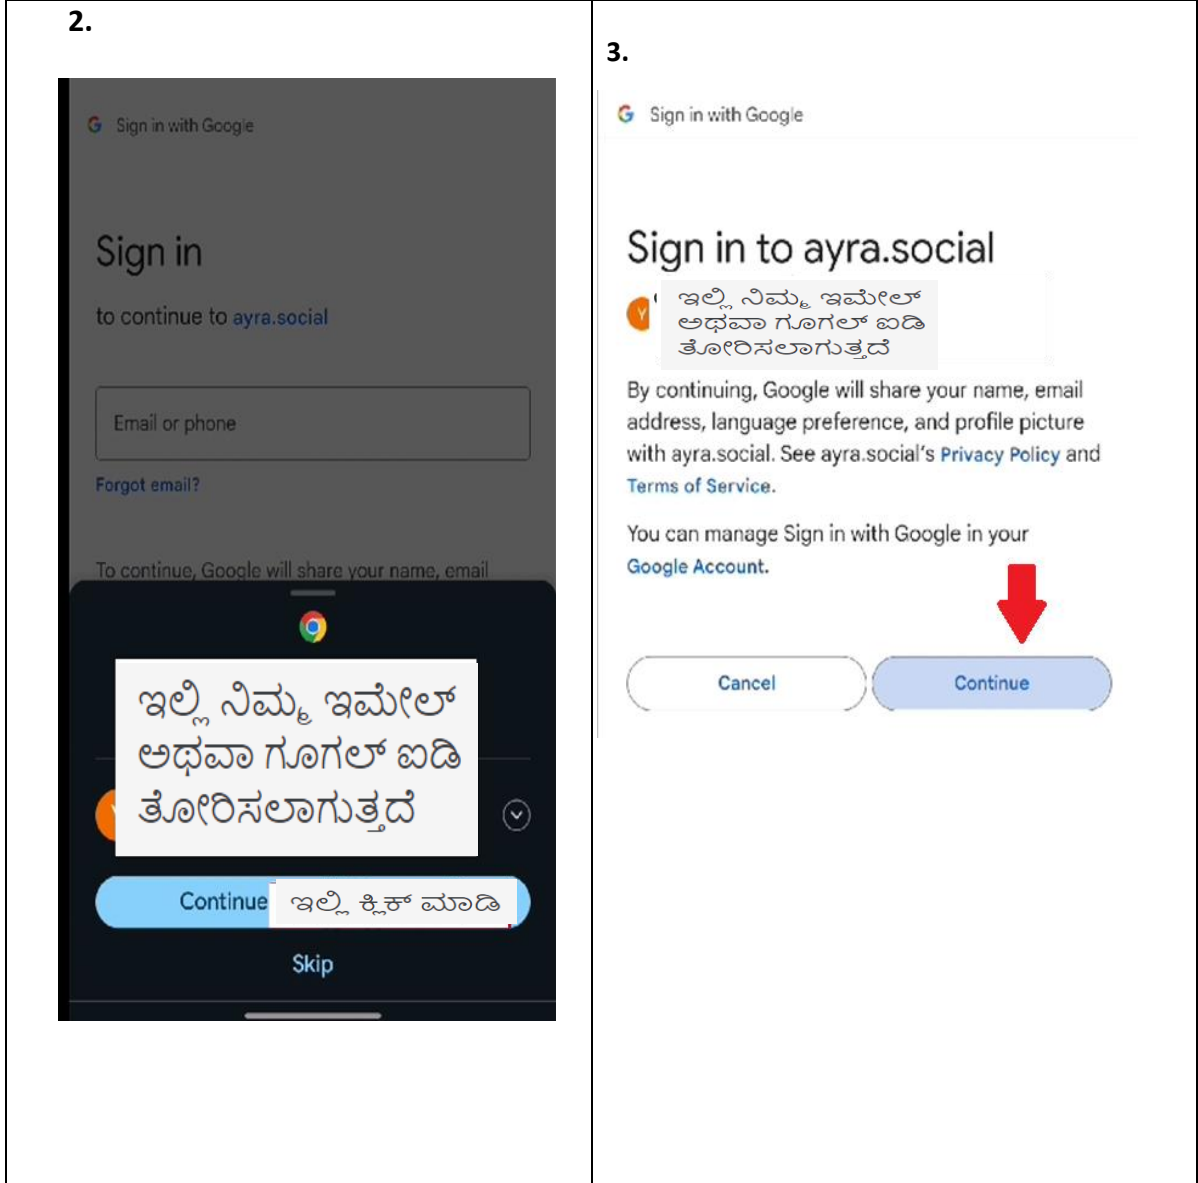 2.
Sign in with Google
Sign in
to continue to ayra.social
Email or phone
Forgot email?
To continue, Google will share your name, email
ಇಲ್ಲಿ ನಿಮ್ಮ ಇಮೇಲ್
ಅಥವಾ ಗೂಗಲ್ ಐಡಿ
ತೋರಿಸಲಾಗುತ್ತದೆ
Continue ಇಲ್ಲಿ ಕ್ಲಿಕ್ ಮಾಡಿ
Skip
3.
Sign in with Google
Sign in to ayra.social
Y
ಇಲ್ಲಿ ನಿಮ್ಮ ಇಮೇಲ್
ಅಥವಾ ಗೂಗಲ್ ಐಡಿ
ತೋರಿಸಲಾಗುತ್ತದೆ
By continuing, Google will share your name, email
address, language preference, and profile picture
with ayra.social. See ayra.social's Privacy Policy and
Terms of Service.
You can manage Sign in with Google in your
Google Account.
Cancel
Continue